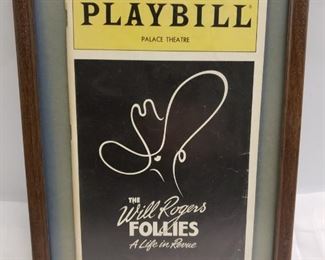 PLAYBILL®
PALACE THEATRE
THE
Will Rogers
FOLLIES
A Life in Revue